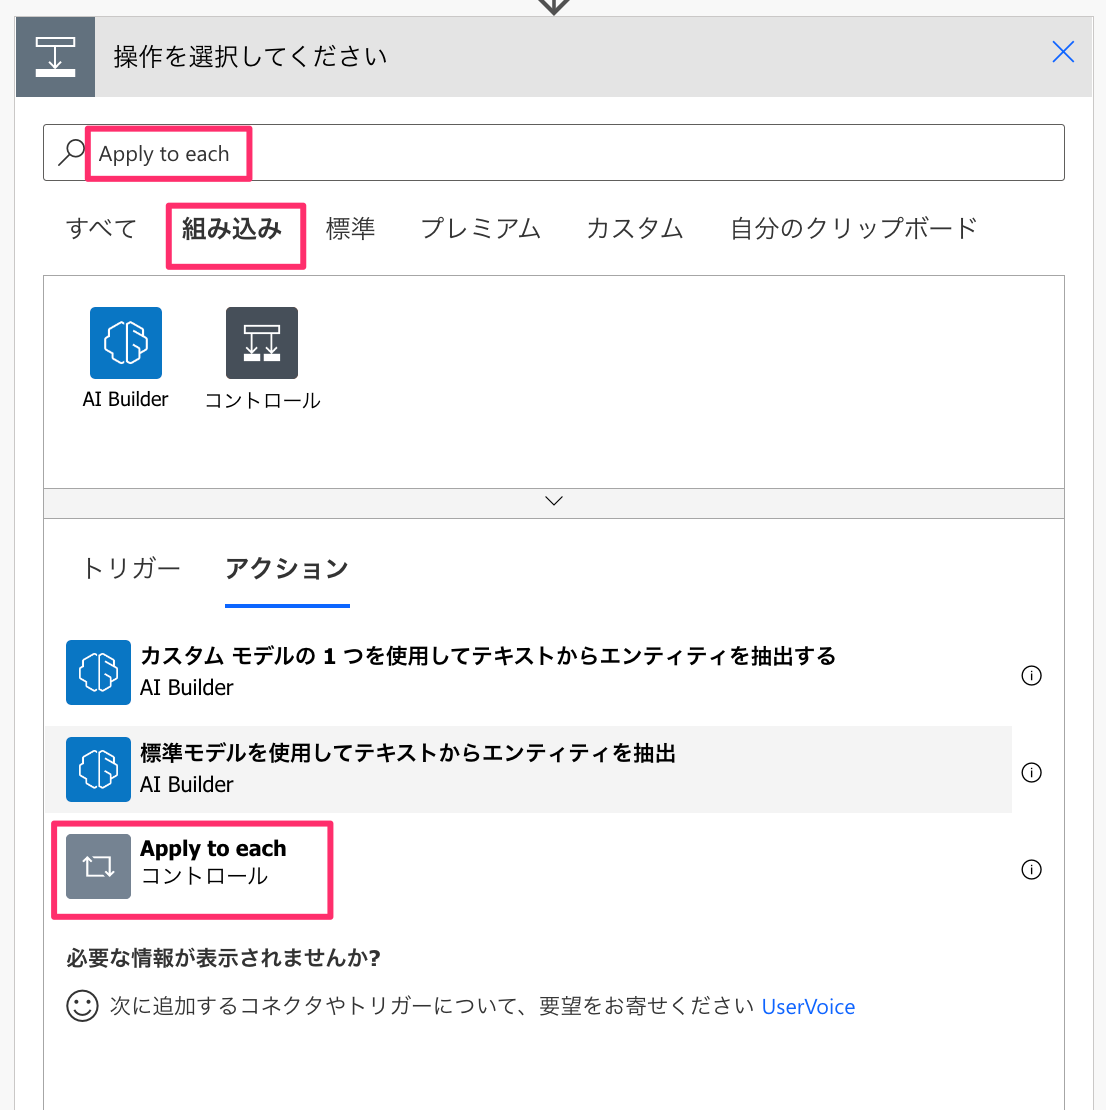 操作を選択してください
Apply to each
すべて 組み込み 標準 プレミアム カスタム 自分のクリップボード
AI Builder コントロール
トリガー アクション
カスタム モデルの 1 つを使用してテキストからエンティティを抽出する
AI Builder
標準モデルを使用してテキストからエンティティを抽出
AI Builder
Apply to each
コントロール
必要な情報が表示されませんか?
次に追加するコネクタやトリガーについて、要望をお寄せください UserVoice